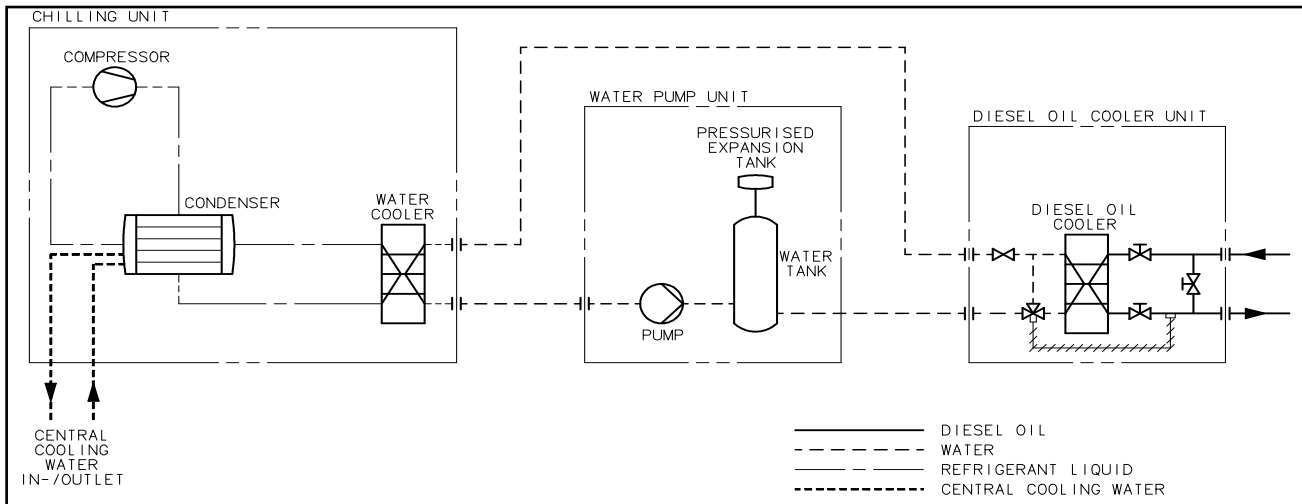 CHILLING UNIT
COMPRESSOR
CONDENSER
WATER
COOLER
CENTRAL
COOLING
WATER
IN-/OUTLET
WATER PUMP UNIT
PRESSURISED
EXPANSION
TANK
WATER
TANK
PUMP
DIESEL OIL COOLER UNIT
DIESEL OIL
COOLER
DIESEL OIL
WATER
REFRIGERANT LIQUID
CENTRAL COOLING WATER